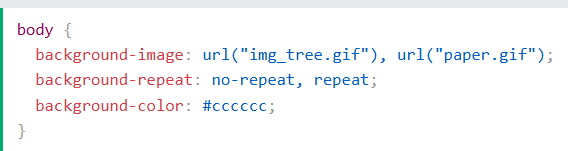 body {
  background-image: url("img_tree.gif"), url("paper.gif");
  background-repeat: no-repeat, repeat;
  background-color: #cccccc;
}